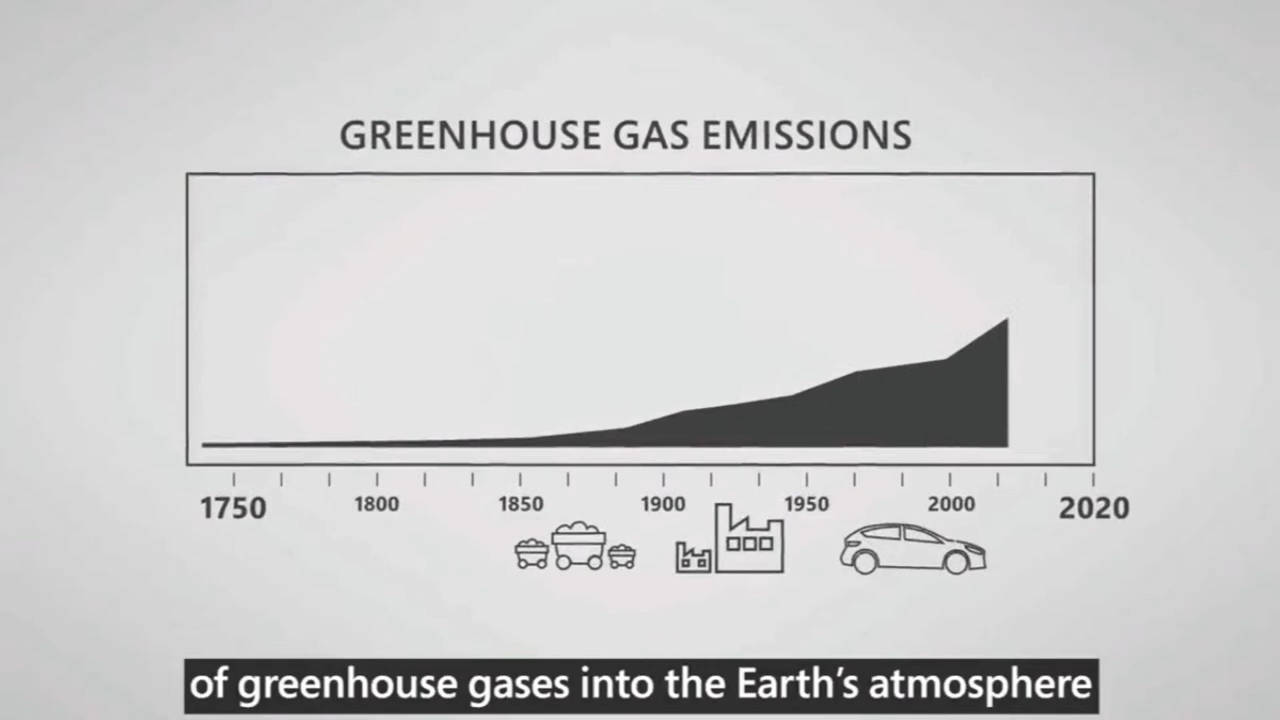 GREENHOUSE GAS EMISSIONS
1750 1800 1850 1900 1950 2000 2020
of greenhouse gases into the Earth's atmosphere